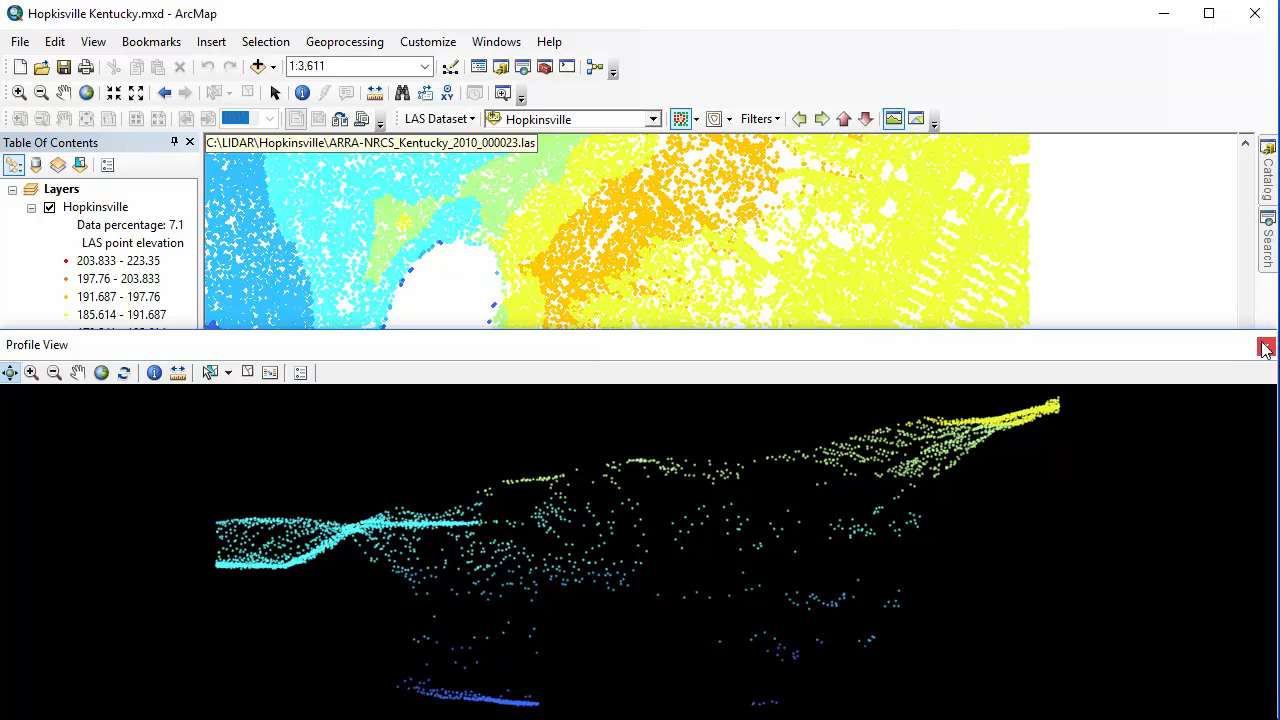 Hopkisville Kentucky.mxd - ArcMap
File Edit View Bookmarks Insert Selection Geoprocessing Customize Windows Help
1:3,611
100%
LAS Dataset Hopkinsville Filters
Table Of Contents
C:\LIDAR\Hopkinsville\ARRA-NRCS_Kentucky_2010_000023.las
Layers
Hopkinsville
Data percentage: 7.1
LAS point elevation
203.833 - 223.35
197.76 - 203.833
191.687 - 197.76
185.614 - 191.687
Catalog
Search
Profile View